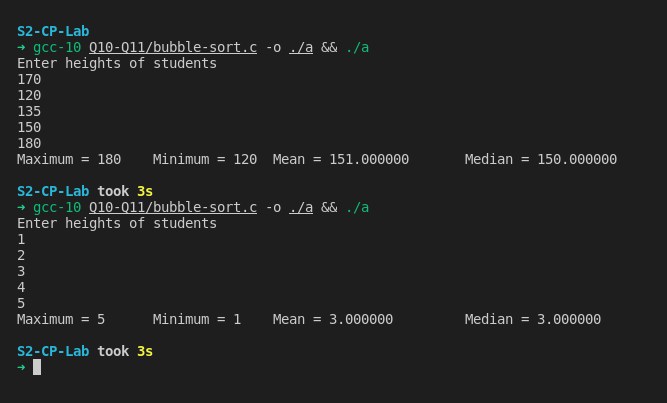 S2-CP-Lab
➜ gcc-10 Q10-Q11/bubble-sort.c -o ./a && ./a
Enter heights of students
170
120
135
150
180
Maximum = 180    Minimum = 120  Mean = 151.000000       Median = 150.000000
S2-CP-Lab took 3s
➜ gcc-10 Q10-Q11/bubble-sort.c -o ./a && ./a
Enter heights of students
1
2
3
4
5
Maximum = 5      Minimum = 1    Mean = 3.000000         Median = 3.000000
S2-CP-Lab took 3s
➜